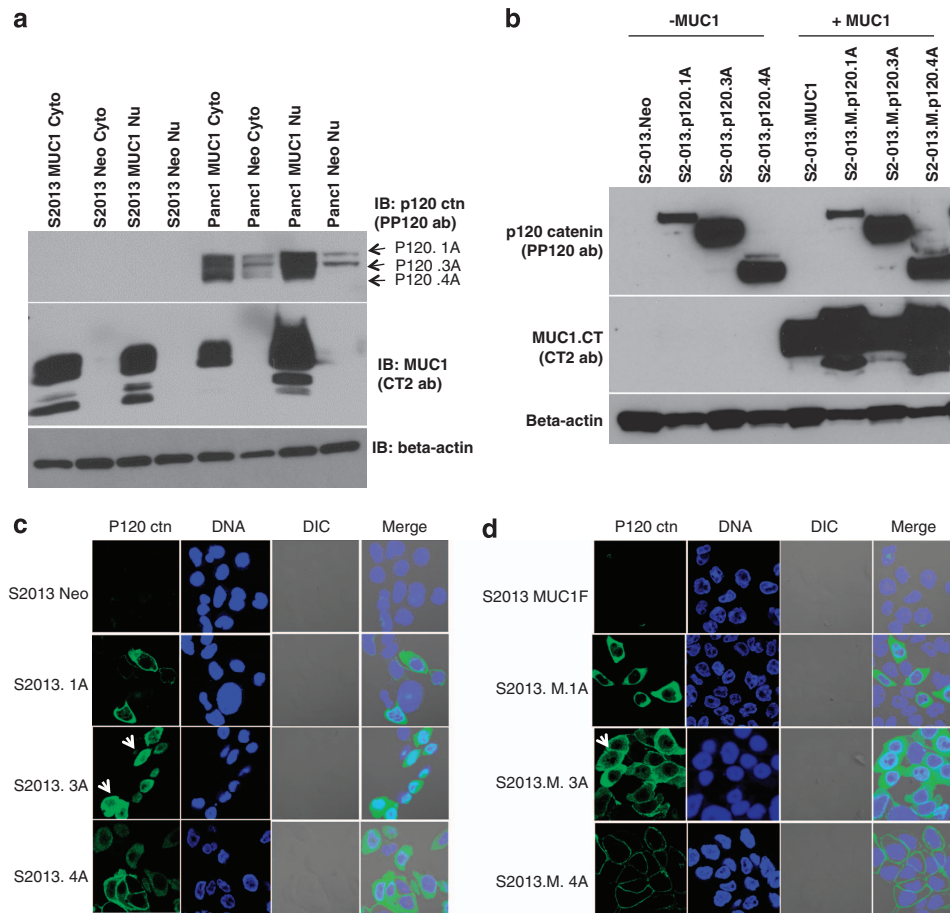 a
S2013 MUC1 Cyto
S2013 Neo Cyto
S2013 MUC1 Nu
S2013 Neo Nu
Panc1 MUC1 Cyto
Panc1 Neo Cyto
Panc1 MUC1 Nu
Panc1 Neo Nu
IB: p120 ctn
(PP120 ab)
P120. 1A
P120 .3A
P120 .4A
IB: MUC1
(CT2 ab)
IB: beta-actin
b
-MUC1
+ MUC1
S2-013.Neo
S2-013.p120.1A
S2-013.p120.3A
S2-013.p120.4A
S2-013.MUC1
S2-013.M.p120.1A
S2-013.M.p120.3A
S2-013.M.p120.4A
p120 catenin
(PP120 ab)
MUC1.CT
(CT2 ab)
Beta-actin
c
P120 ctn
DNA
DIC
Merge
S2013 Neo
S2013. 1A
S2013. 3A
S2013. 4A
d
P120 ctn
DNA
DIC
Merge
S2013 MUC1F
S2013. M.1A
S2013.M. 3A
S2013.M. 4A